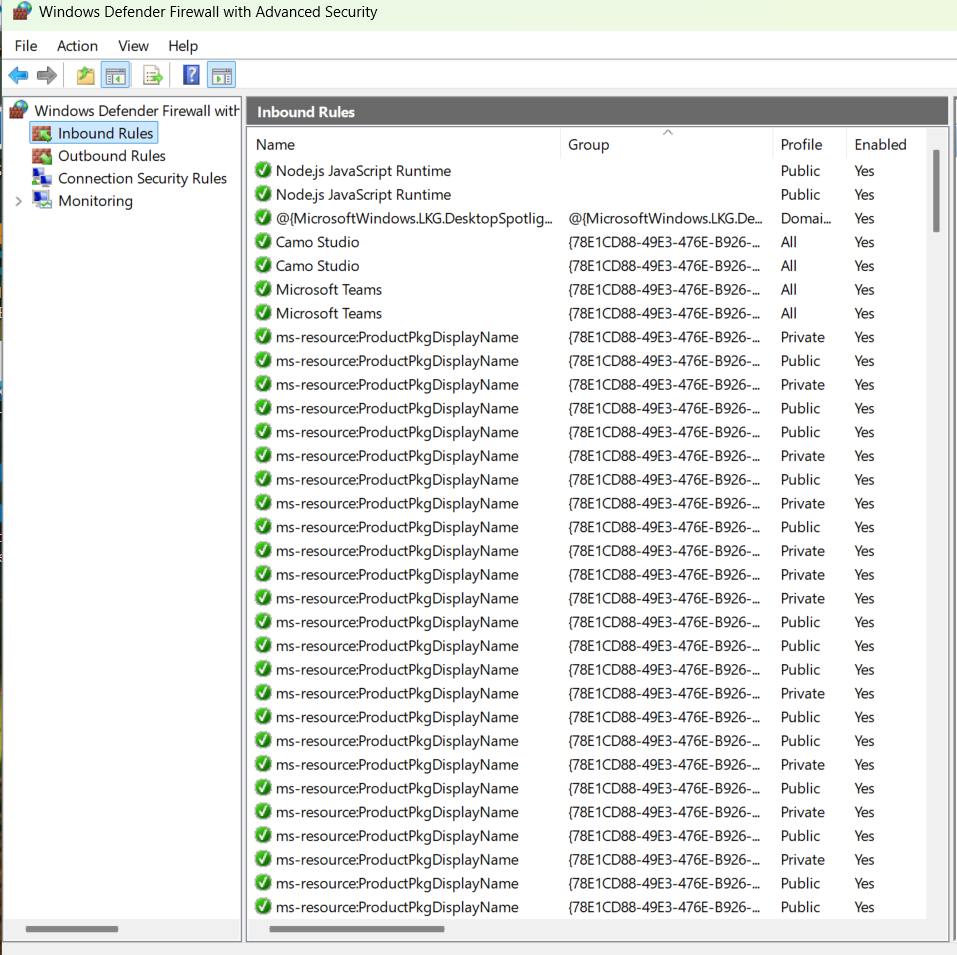 Windows Defender Firewall with Advanced Security
File Action View Help
Windows Defender Firewall with
Inbound Rules
Outbound Rules
Connection Security Rules
Monitoring
Inbound Rules
Name Group Profile Enabled
Node.js JavaScript Runtime Public Yes
Node.js JavaScript Runtime Public Yes
@{MicrosoftWindows.LKG.DesktopSpotlig... @{MicrosoftWindows.LKG.De... Domai... Yes
Camo Studio {78E1CD88-49E3-476E-B926-... All Yes
Camo Studio {78E1CD88-49E3-476E-B926-... All Yes
Microsoft Teams {78E1CD88-49E3-476E-B926-... All Yes
Microsoft Teams {78E1CD88-49E3-476E-B926-... All Yes
ms-resource:ProductPkgDisplayName {78E1CD88-49E3-476E-B926-... Private Yes
ms-resource:ProductPkgDisplayName {78E1CD88-49E3-476E-B926-... Public Yes
ms-resource:ProductPkgDisplayName {78E1CD88-49E3-476E-B926-... Private Yes
ms-resource:ProductPkgDisplayName {78E1CD88-49E3-476E-B926-... Public Yes
ms-resource:ProductPkgDisplayName {78E1CD88-49E3-476E-B926-... Public Yes
ms-resource:ProductPkgDisplayName {78E1CD88-49E3-476E-B926-... Private Yes
ms-resource:ProductPkgDisplayName {78E1CD88-49E3-476E-B926-... Public Yes
ms-resource:ProductPkgDisplayName {78E1CD88-49E3-476E-B926-... Private Yes
ms-resource:ProductPkgDisplayName {78E1CD88-49E3-476E-B926-... Public Yes
ms-resource:ProductPkgDisplayName {78E1CD88-49E3-476E-B926-... Private Yes
ms-resource:ProductPkgDisplayName {78E1CD88-49E3-476E-B926-... Private Yes
ms-resource:ProductPkgDisplayName {78E1CD88-49E3-476E-B926-... Private Yes
ms-resource:ProductPkgDisplayName {78E1CD88-49E3-476E-B926-... Public Yes
ms-resource:ProductPkgDisplayName {78E1CD88-49E3-476E-B926-... Public Yes
ms-resource:ProductPkgDisplayName {78E1CD88-49E3-476E-B926-... Public Yes
ms-resource:ProductPkgDisplayName {78E1CD88-49E3-476E-B926-... Private Yes
ms-resource:ProductPkgDisplayName {78E1CD88-49E3-476E-B926-... Public Yes
ms-resource:ProductPkgDisplayName {78E1CD88-49E3-476E-B926-... Public Yes
ms-resource:ProductPkgDisplayName {78E1CD88-49E3-476E-B926-... Private Yes
ms-resource:ProductPkgDisplayName {78E1CD88-49E3-476E-B926-... Public Yes
ms-resource:ProductPkgDisplayName {78E1CD88-49E3-476E-B926-... Private Yes
ms-resource:ProductPkgDisplayName {78E1CD88-49E3-476E-B926-... Public Yes
ms-resource:ProductPkgDisplayName {78E1CD88-49E3-476E-B926-... Private Yes
ms-resource:ProductPkgDisplayName {78E1CD88-49E3-476E-B926-... Public Yes
ms-resource:ProductPkgDisplayName {78E1CD88-49E3-476E-B926-... Public Yes